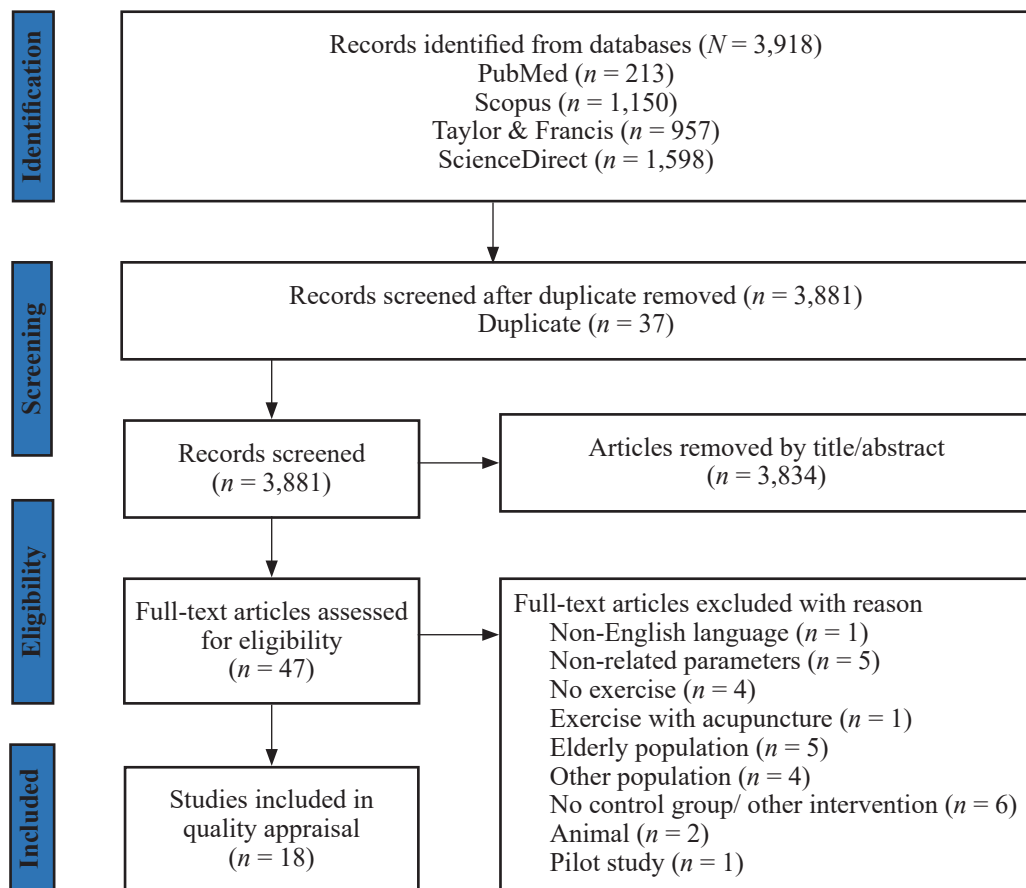 Identification
Records identified from databases (N = 3,918)
PubMed (n = 213)
Scopus (n = 1,150)
Taylor & Francis (n = 957)
ScienceDirect (n = 1,598)
Screening
Records screened after duplicate removed (n = 3,881)
Duplicate (n = 37)
Records screened
(n = 3,881)
Articles removed by title/abstract
(n = 3,834)
Eligibility
Full-text articles assessed
for eligibility
(n = 47)
Full-text articles excluded with reason
Non-English language (n = 1)
Non-related parameters (n = 5)
No exercise (n = 4)
Exercise with acupuncture (n = 1)
Elderly population (n = 5)
Other population (n = 4)
No control group/ other intervention (n = 6)
Animal (n = 2)
Pilot study (n = 1)
Included
Studies included in
quality appraisal
(n = 18)